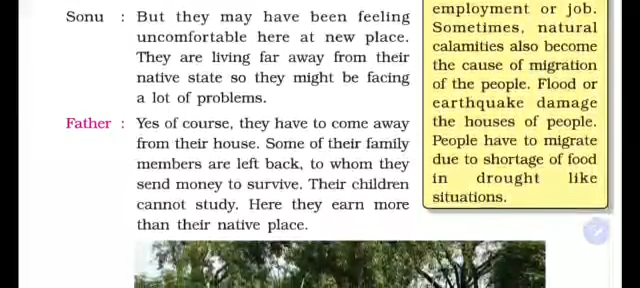 Sonu : But they may have been feeling
uncomfortable here at new place.
They are living far away from their
native state so they might be facing
a lot of problems.
Father : Yes of course, they have to come away
from their house. Some of their family
members are left back, to whom they
send money to survive. Their children
cannot study. Here they earn more
than their native place.
employment or job.
Sometimes, natural
calamities also become
the cause of migration
of the people. Flood or
earthquake damage
the houses of people.
People have to migrate
due to shortage of food
in drought like
situations.